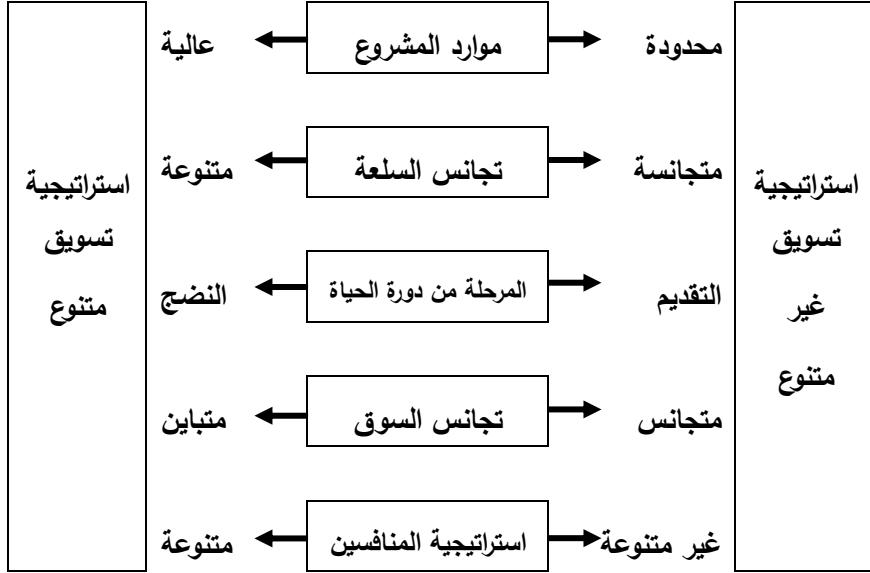 محدودة
موارد المشروع
عالية
متجانسة
تجانس السلعة
متنوعة
استراتيجية
تسويق
غير
متنوع
استراتيجية
تسويق
متنوع
التقديم
المرحلة من دورة الحياة
النضج
متجانس
تجانس السوق
متباين
غير متنوعة
استراتيجية المنافسين
متنوعة